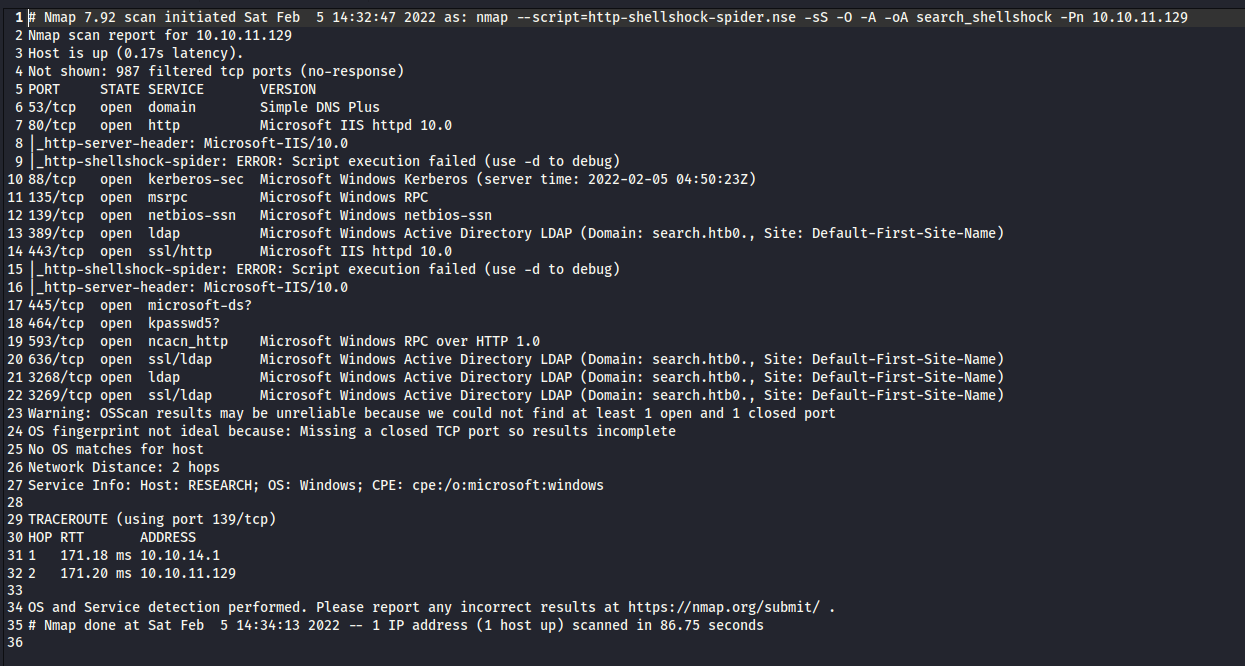 1 # Nmap 7.92 scan initiated Sat Feb  5 14:32:47 2022 as: nmap --script=http-shellshock-spider.nse -sS -O -A -oA search_shellshock -Pn 10.10.11.129
2 Nmap scan report for 10.10.11.129
3 Host is up (0.17s latency).
4 Not shown: 987 filtered tcp ports (no-response)
5 PORT     STATE SERVICE       VERSION
6 53/tcp   open  domain        Simple DNS Plus
7 80/tcp   open  http          Microsoft IIS httpd 10.0
8 |_http-server-header: Microsoft-IIS/10.0
9 |_http-shellshock-spider: ERROR: Script execution failed (use -d to debug)
10 88/tcp   open  kerberos-sec  Microsoft Windows Kerberos (server time: 2022-02-05 04:50:23Z)
11 135/tcp  open  msrpc         Microsoft Windows RPC
12 139/tcp  open  netbios-ssn   Microsoft Windows netbios-ssn
13 389/tcp  open  ldap          Microsoft Windows Active Directory LDAP (Domain: search.htb0., Site: Default-First-Site-Name)
14 443/tcp  open  ssl/http      Microsoft IIS httpd 10.0
15 |_http-shellshock-spider: ERROR: Script execution failed (use -d to debug)
16 |_http-server-header: Microsoft-IIS/10.0
17 445/tcp  open  microsoft-ds?
18 464/tcp  open  kpasswd5?
19 593/tcp  open  ncacn_http    Microsoft Windows RPC over HTTP 1.0
20 636/tcp  open  ssl/ldap      Microsoft Windows Active Directory LDAP (Domain: search.htb0., Site: Default-First-Site-Name)
21 3268/tcp open  ldap          Microsoft Windows Active Directory LDAP (Domain: search.htb0., Site: Default-First-Site-Name)
22 3269/tcp open  ssl/ldap      Microsoft Windows Active Directory LDAP (Domain: search.htb0., Site: Default-First-Site-Name)
23 Warning: OSScan results may be unreliable because we could not find at least 1 open and 1 closed port
24 OS fingerprint not ideal because: Missing a closed TCP port so results incomplete
25 No OS matches for host
26 Network Distance: 2 hops
27 Service Info: Host: RESEARCH; OS: Windows; CPE: cpe:/o:microsoft:windows
28
29 TRACEROUTE (using port 139/tcp)
30 HOP RTT       ADDRESS
31 1   171.18 ms 10.10.14.1
32 2   171.20 ms 10.10.11.129
33
34 OS and Service detection performed. Please report any incorrect results at https://nmap.org/submit/ .
35 # Nmap done at Sat Feb  5 14:34:13 2022 -- 1 IP address (1 host up) scanned in 86.75 seconds
36